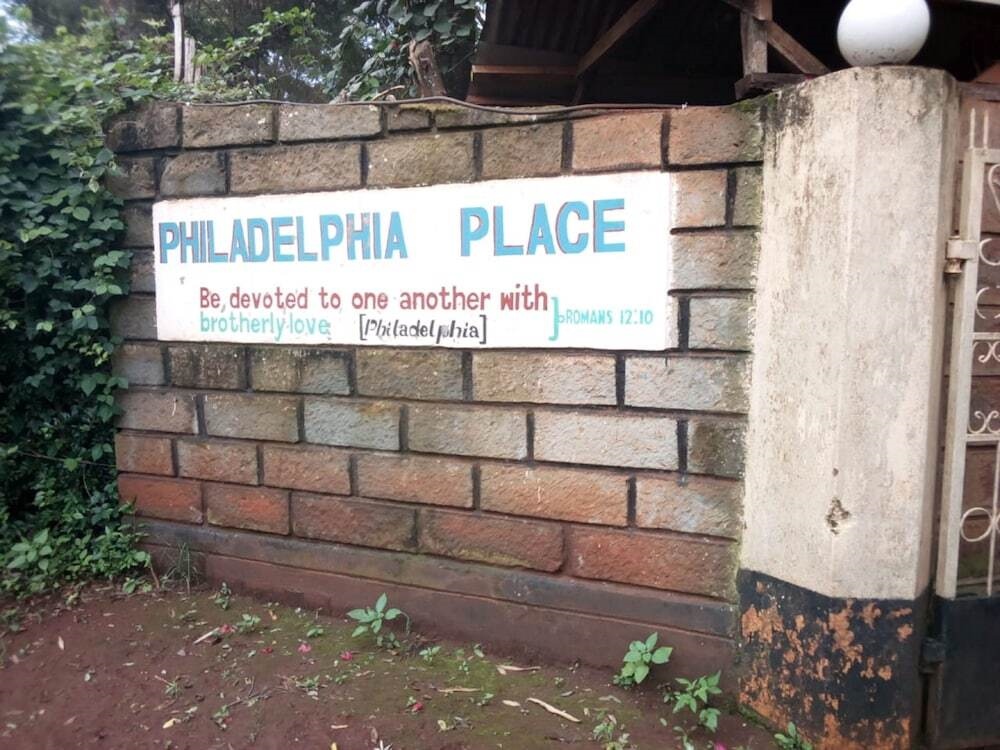 PHILADELPHIA PLACE
Be, devoted to one another with
brotherly love [Philadelphia]
ROMANS 12:10